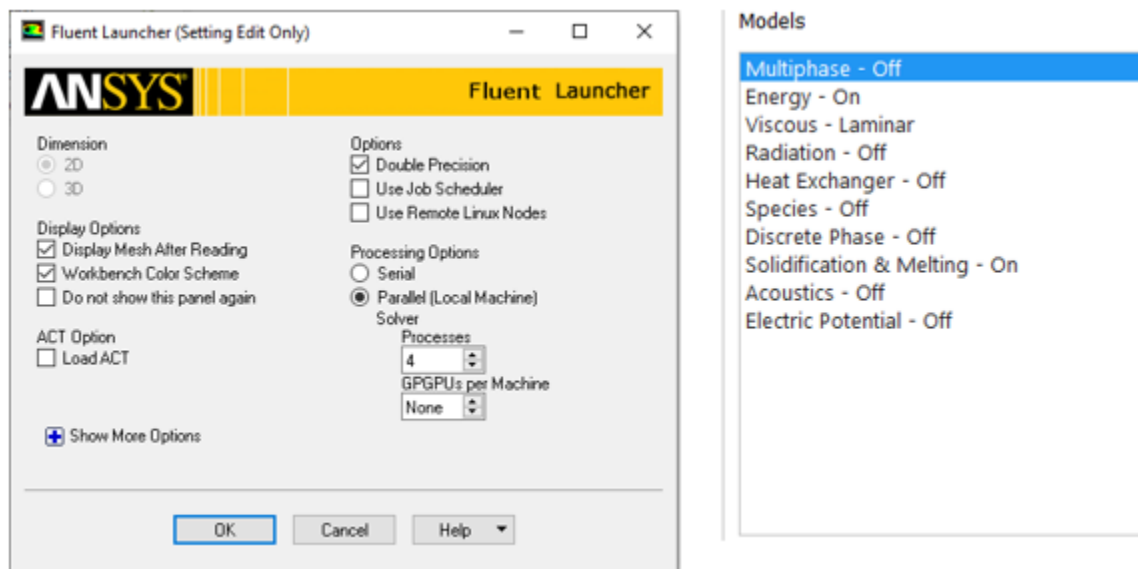 Fluent Launcher (Setting Edit Only)
ANSYS
Fluent Launcher
Dimension
2D
3D
Display Options
Display Mesh After Reading
Workbench Color Scheme
Do not show this panel again
ACT Option
Load ACT
Show More Options
Options
Double Precision
Use Job Scheduler
Use Remote Linux Nodes
Processing Options
Serial
Parallel (Local Machine)
Solver
Processes
4
GPGPUs per Machine
None
OK
Cancel
Help
Models
Multiphase - Off
Energy - On
Viscous - Laminar
Radiation - Off
Heat Exchanger - Off
Species - Off
Discrete Phase - Off
Solidification & Melting - On
Acoustics - Off
Electric Potential - Off